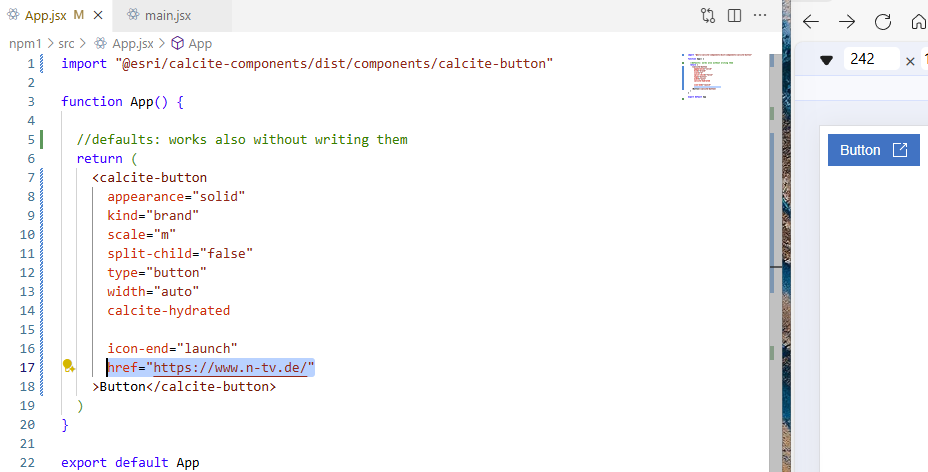 App.jsx M × main.jsx ...
npm1 > src > App.jsx > App
1 import "@esri/calcite-components/dist/components/calcite-button"
2
3 function App() {
4
5 //defaults: works also without writing them
6 return (
7 <calcite-button
8 appearance="solid"
9 kind="brand"
10 scale="m"
11 split-child="false"
12 type="button"
13 width="auto"
14 calcite-hydrated
15
16 icon-end="launch"
17 href="https://www.n-tv.de/"
18 >Button</calcite-button>
19 )
20 }
21
22 export default App
242 ×
Button